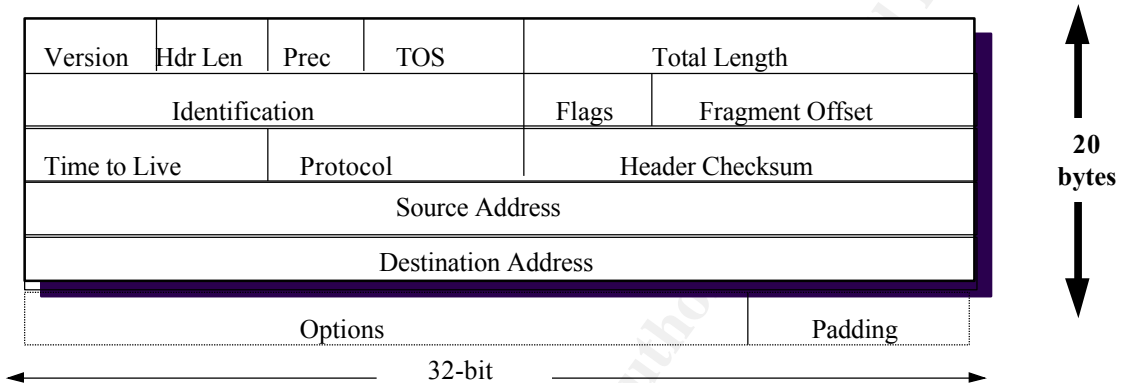 Version Hdr Len Prec TOS Total Length
Identification Flags Fragment Offset
Time to Live Protocol Header Checksum
Source Address
Destination Address
Options Padding
32-bit
20
bytes